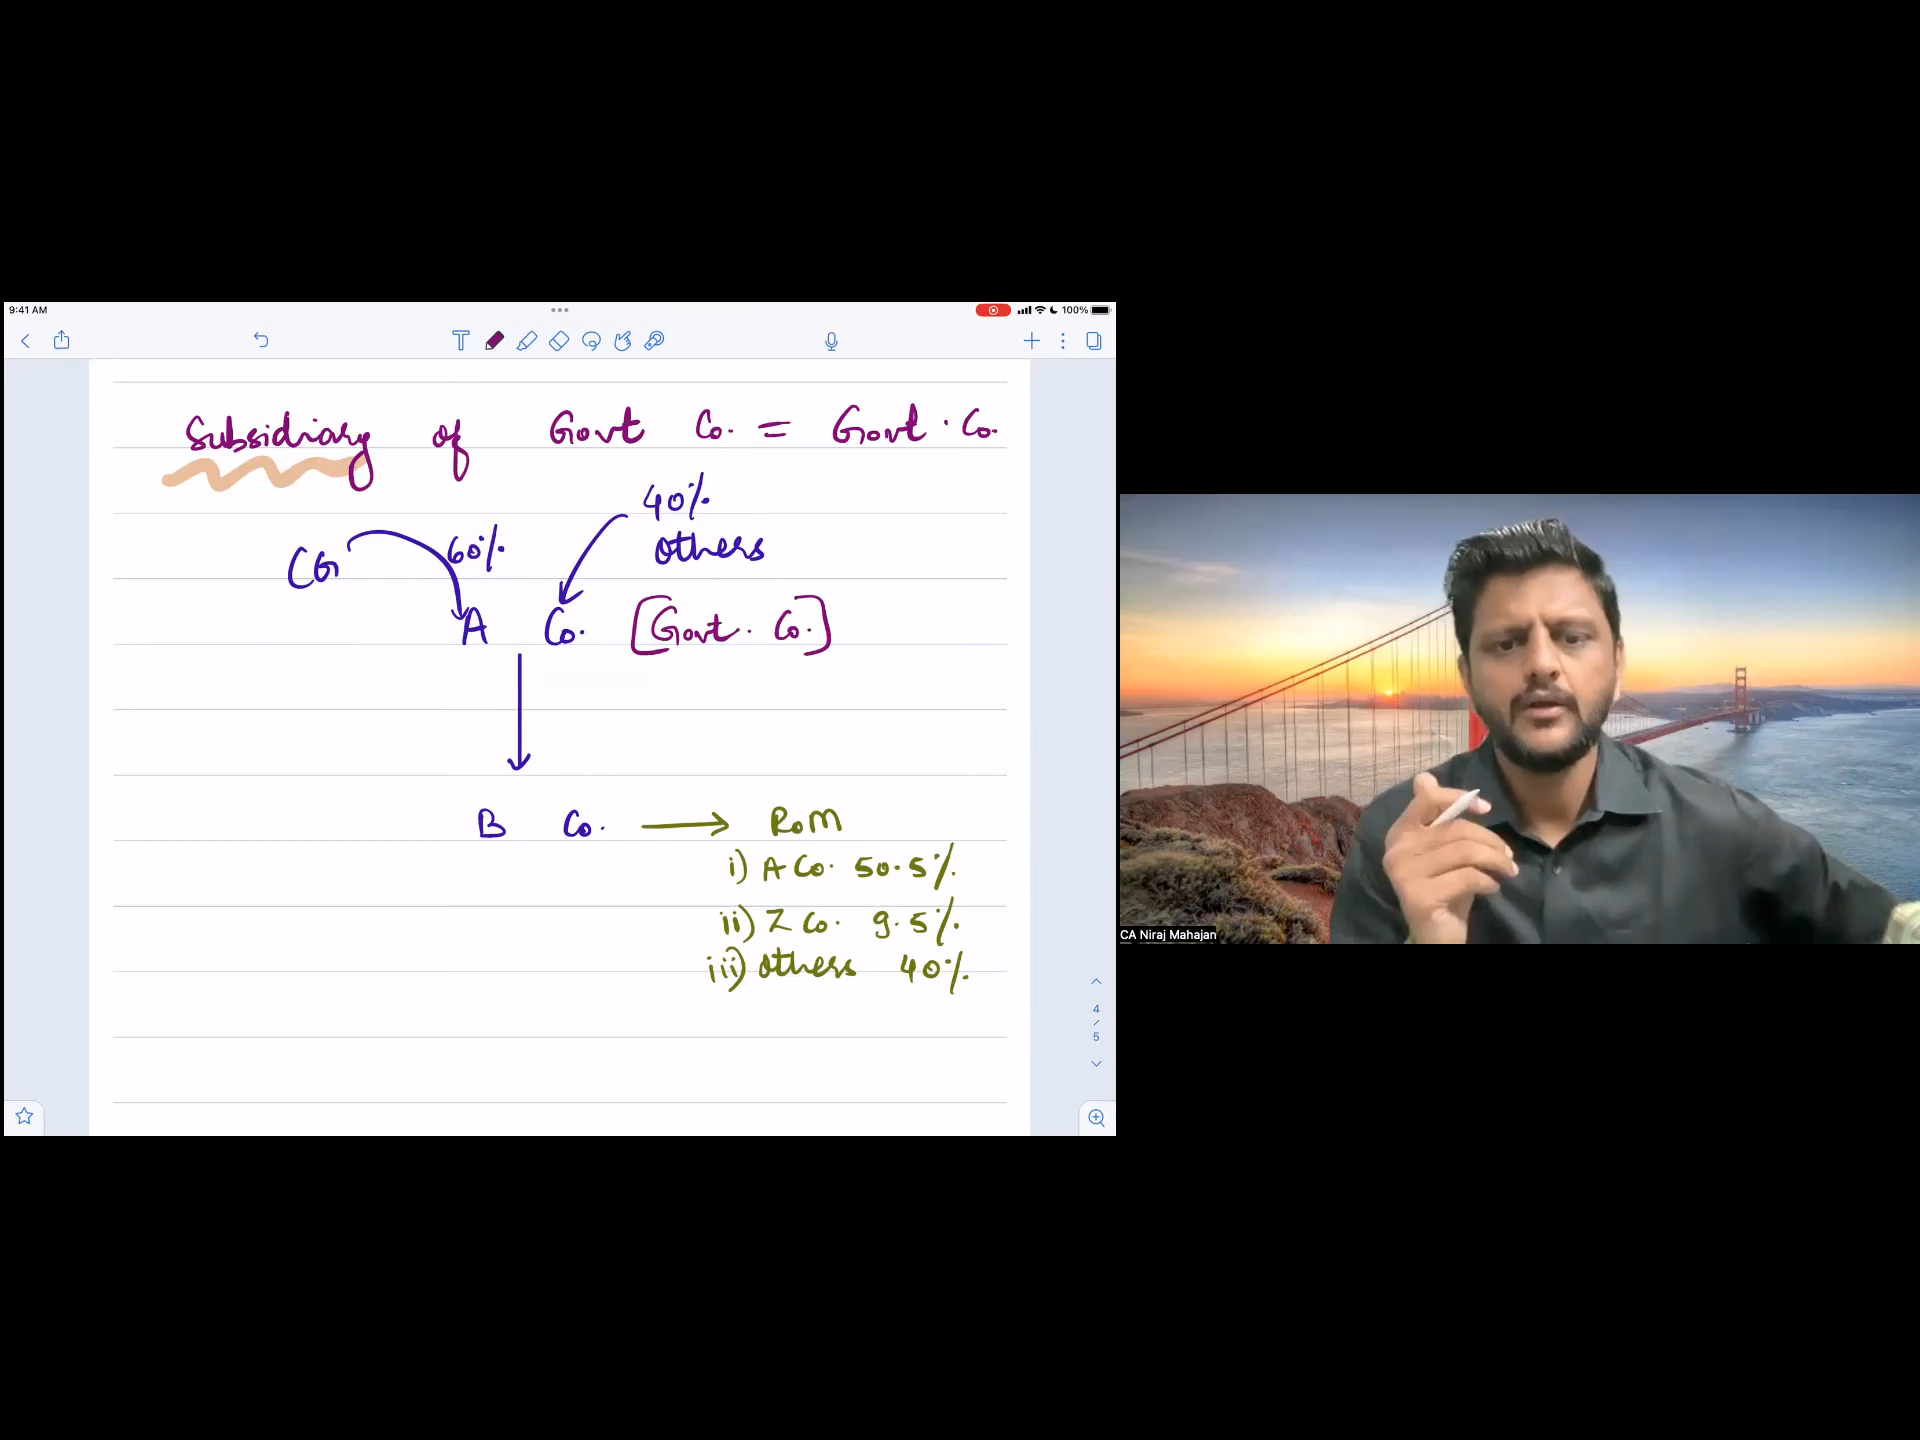 9:41 AM
100%
Subsidiary of Govt Co. = Govt. Co.
40%
CG 60% others
A Co. [Govt. Co.]
B Co. → RoM
i) A Co. 50.5%
ii) Z Co. 9.5%
iii) others 40%
CA Niraj Mahajan
4
/
5